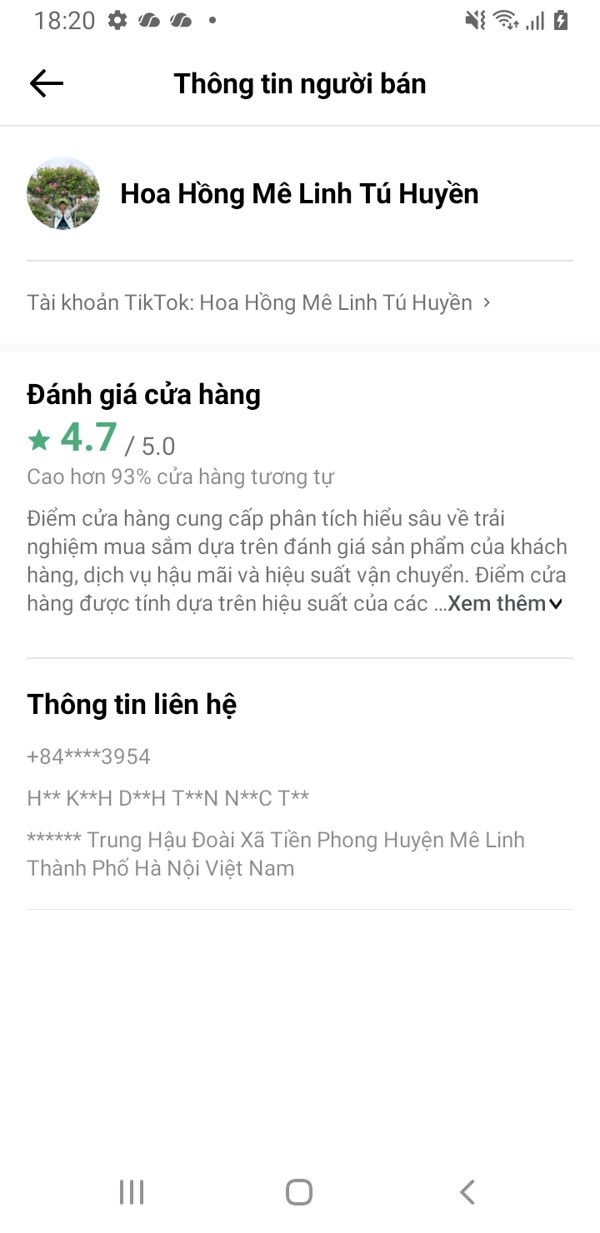 18:20
Thông tin người bán
Hoa Hồng Mê Linh Tú Huyền
Tài khoản TikTok: Hoa Hồng Mê Linh Tú Huyền >
Đánh giá cửa hàng
★ 4.7 / 5.0
Cao hơn 93% cửa hàng tương tự
Điểm cửa hàng cung cấp phân tích hiểu sâu về trải
nghiệm mua sắm dựa trên đánh giá sản phẩm của khách
hàng, dịch vụ hậu mãi và hiệu suất vận chuyển. Điểm cửa
hàng được tính dựa trên hiệu suất của các ...Xem thêm
Thông tin liên hệ
+84****3954
H** K**H D**H T**N N**C T**
****** Trung Hậu Đoài Xã Tiền Phong Huyện Mê Linh
Thành Phố Hà Nội Việt Nam